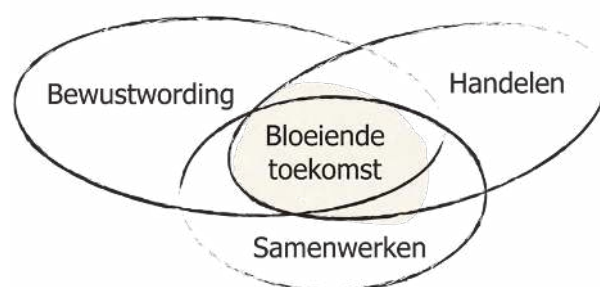 Bewustwording
Handelen
Bloeiende
toekomst
Samenwerken